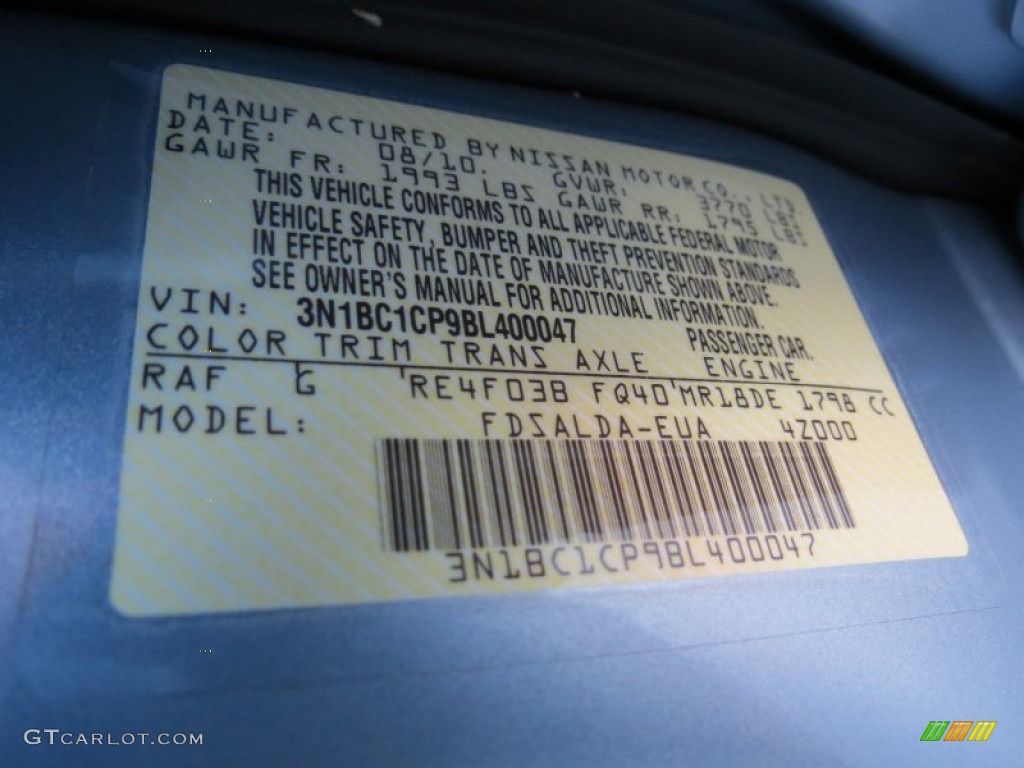 MANUFACTURED BY NISSAN MOTOR CO., LTD.
DATE: 08/10. GVWR: 3770 LBS
GAWR FR: 1993 LBS GAWR RR: 1795 LBS
THIS VEHICLE CONFORMS TO ALL APPLICABLE FEDERAL MOTOR
VEHICLE SAFETY, BUMPER AND THEFT PREVENTION STANDARDS
IN EFFECT ON THE DATE OF MANUFACTURE SHOWN ABOVE.
SEE OWNER'S MANUAL FOR ADDITIONAL INFORMATION.
VIN: 3N1BC1CP9BL400047 PASSENGER CAR.
COLOR TRIM TRANS AXLE ENGINE
RAF G RE4F03B FQ40 MR18DE 1798 CC
MODEL: FDSALDA-EUA 4Z000
3N1BC1CP9BL400047
GTCARLOT.COM